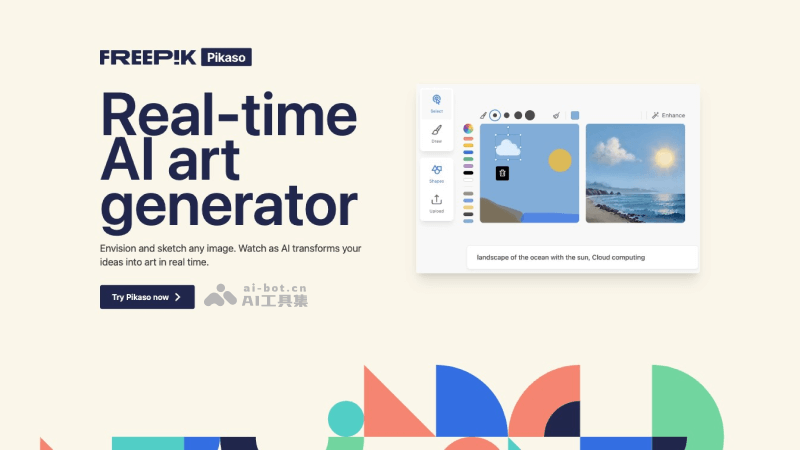 FREEPIK Pikaso
Real-time
AI art
generator
Envision and sketch any image. Watch as AI transforms your
ideas into art in real time.
Try Pikaso now
ai-bot.cn
AI工具集
Select
Draw
Shapes
Upload
Enhance
landscape of the ocean with the sun, Cloud computing